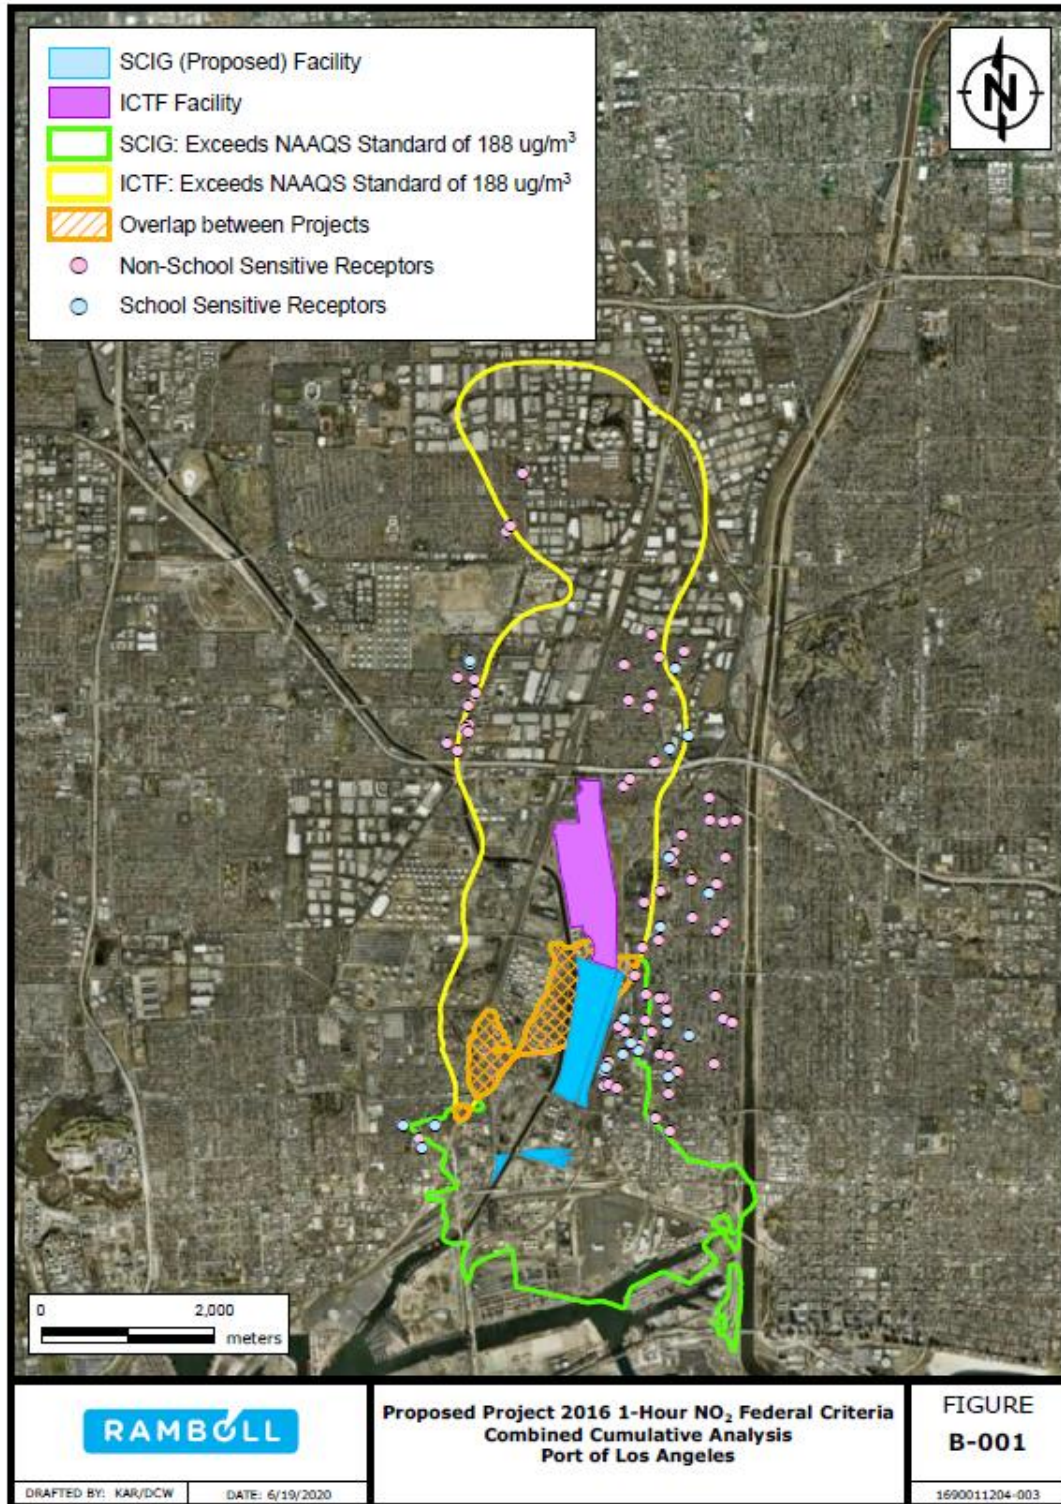 SCIG (Proposed) Facility
ICTF Facility
SCIG: Exceeds NAAQS Standard of 188 ug/m³
ICTF: Exceeds NAAQS Standard of 188 ug/m³
Overlap between Projects
Non-School Sensitive Receptors
School Sensitive Receptors
N
0 2,000
meters
RAMBOLL
DRAFTED BY: KAR/DCW
DATE: 6/19/2020
Proposed Project 2016 1-Hour NO₂ Federal Criteria
Combined Cumulative Analysis
Port of Los Angeles
FIGURE
B-001
1690011204-003